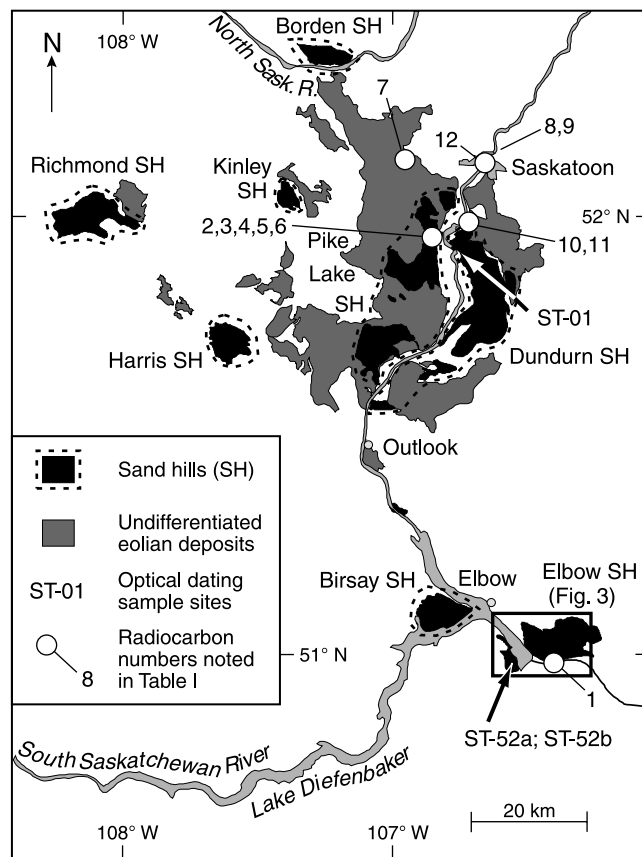 108° W
107° W
Borden SH
N
North Sask. R.
7
12
8,9
Richmond SH
Kinley
SH
Saskatoon
52° N
2,3,4,5,6
Pike
Lake
SH
10,11
ST-01
Harris SH
Dundurn SH
Outlook
Sand hills (SH)
Undifferentiated
eolian deposits
ST-01
Optical dating
sample sites
8
Radiocarbon
numbers noted
in Table I
Birsay SH
Elbow
Elbow SH
(Fig. 3)
51° N
1
ST-52a; ST-52b
South Saskatchewan River
Lake Diefenbaker
20 km
108° W
107° W